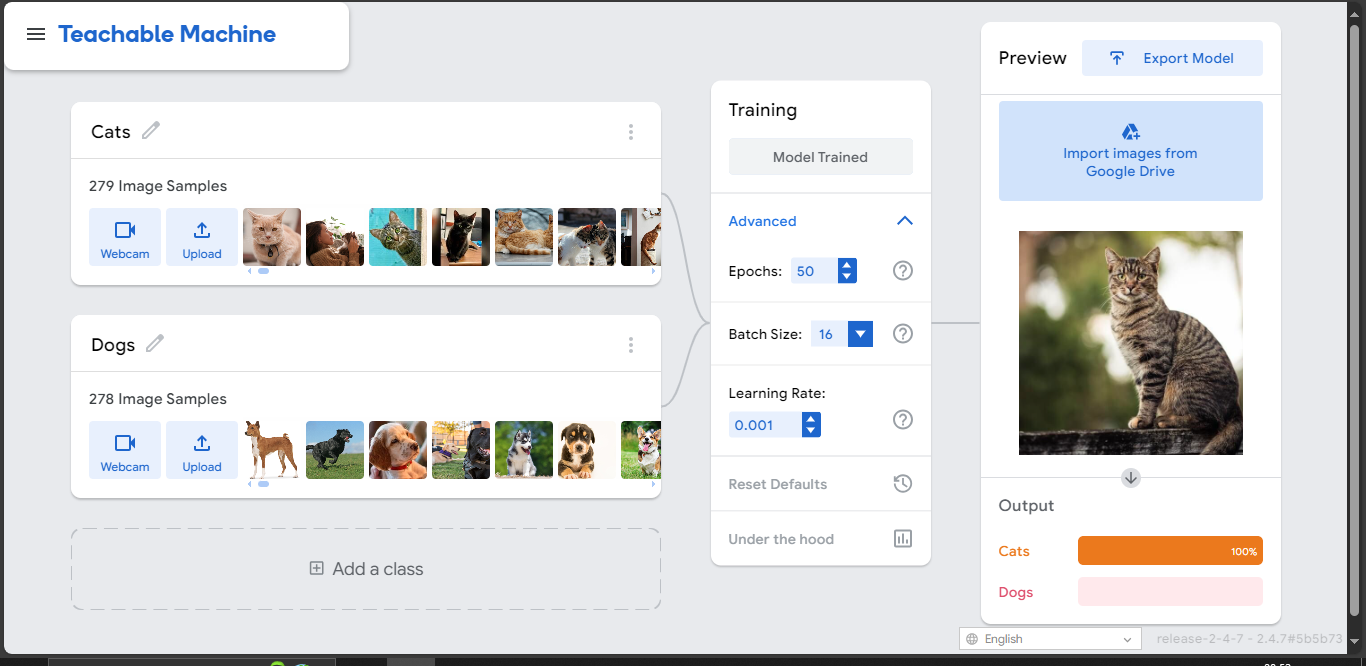 Teachable Machine
Cats
279 Image Samples
Webcam
Upload
Dogs
278 Image Samples
Webcam
Upload
Add a class
Training
Model Trained
Advanced
Epochs: 50
Batch Size: 16
Learning Rate:
0.001
Reset Defaults
Under the hood
Preview
Export Model
Import images from
Google Drive
Output
Cats 100%
Dogs
English
release-2-4-7 - 2.4.7#5b5b73